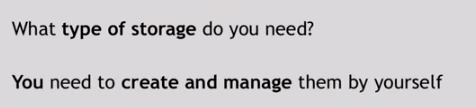 What type of storage do you need?
You need to create and manage them by yourself